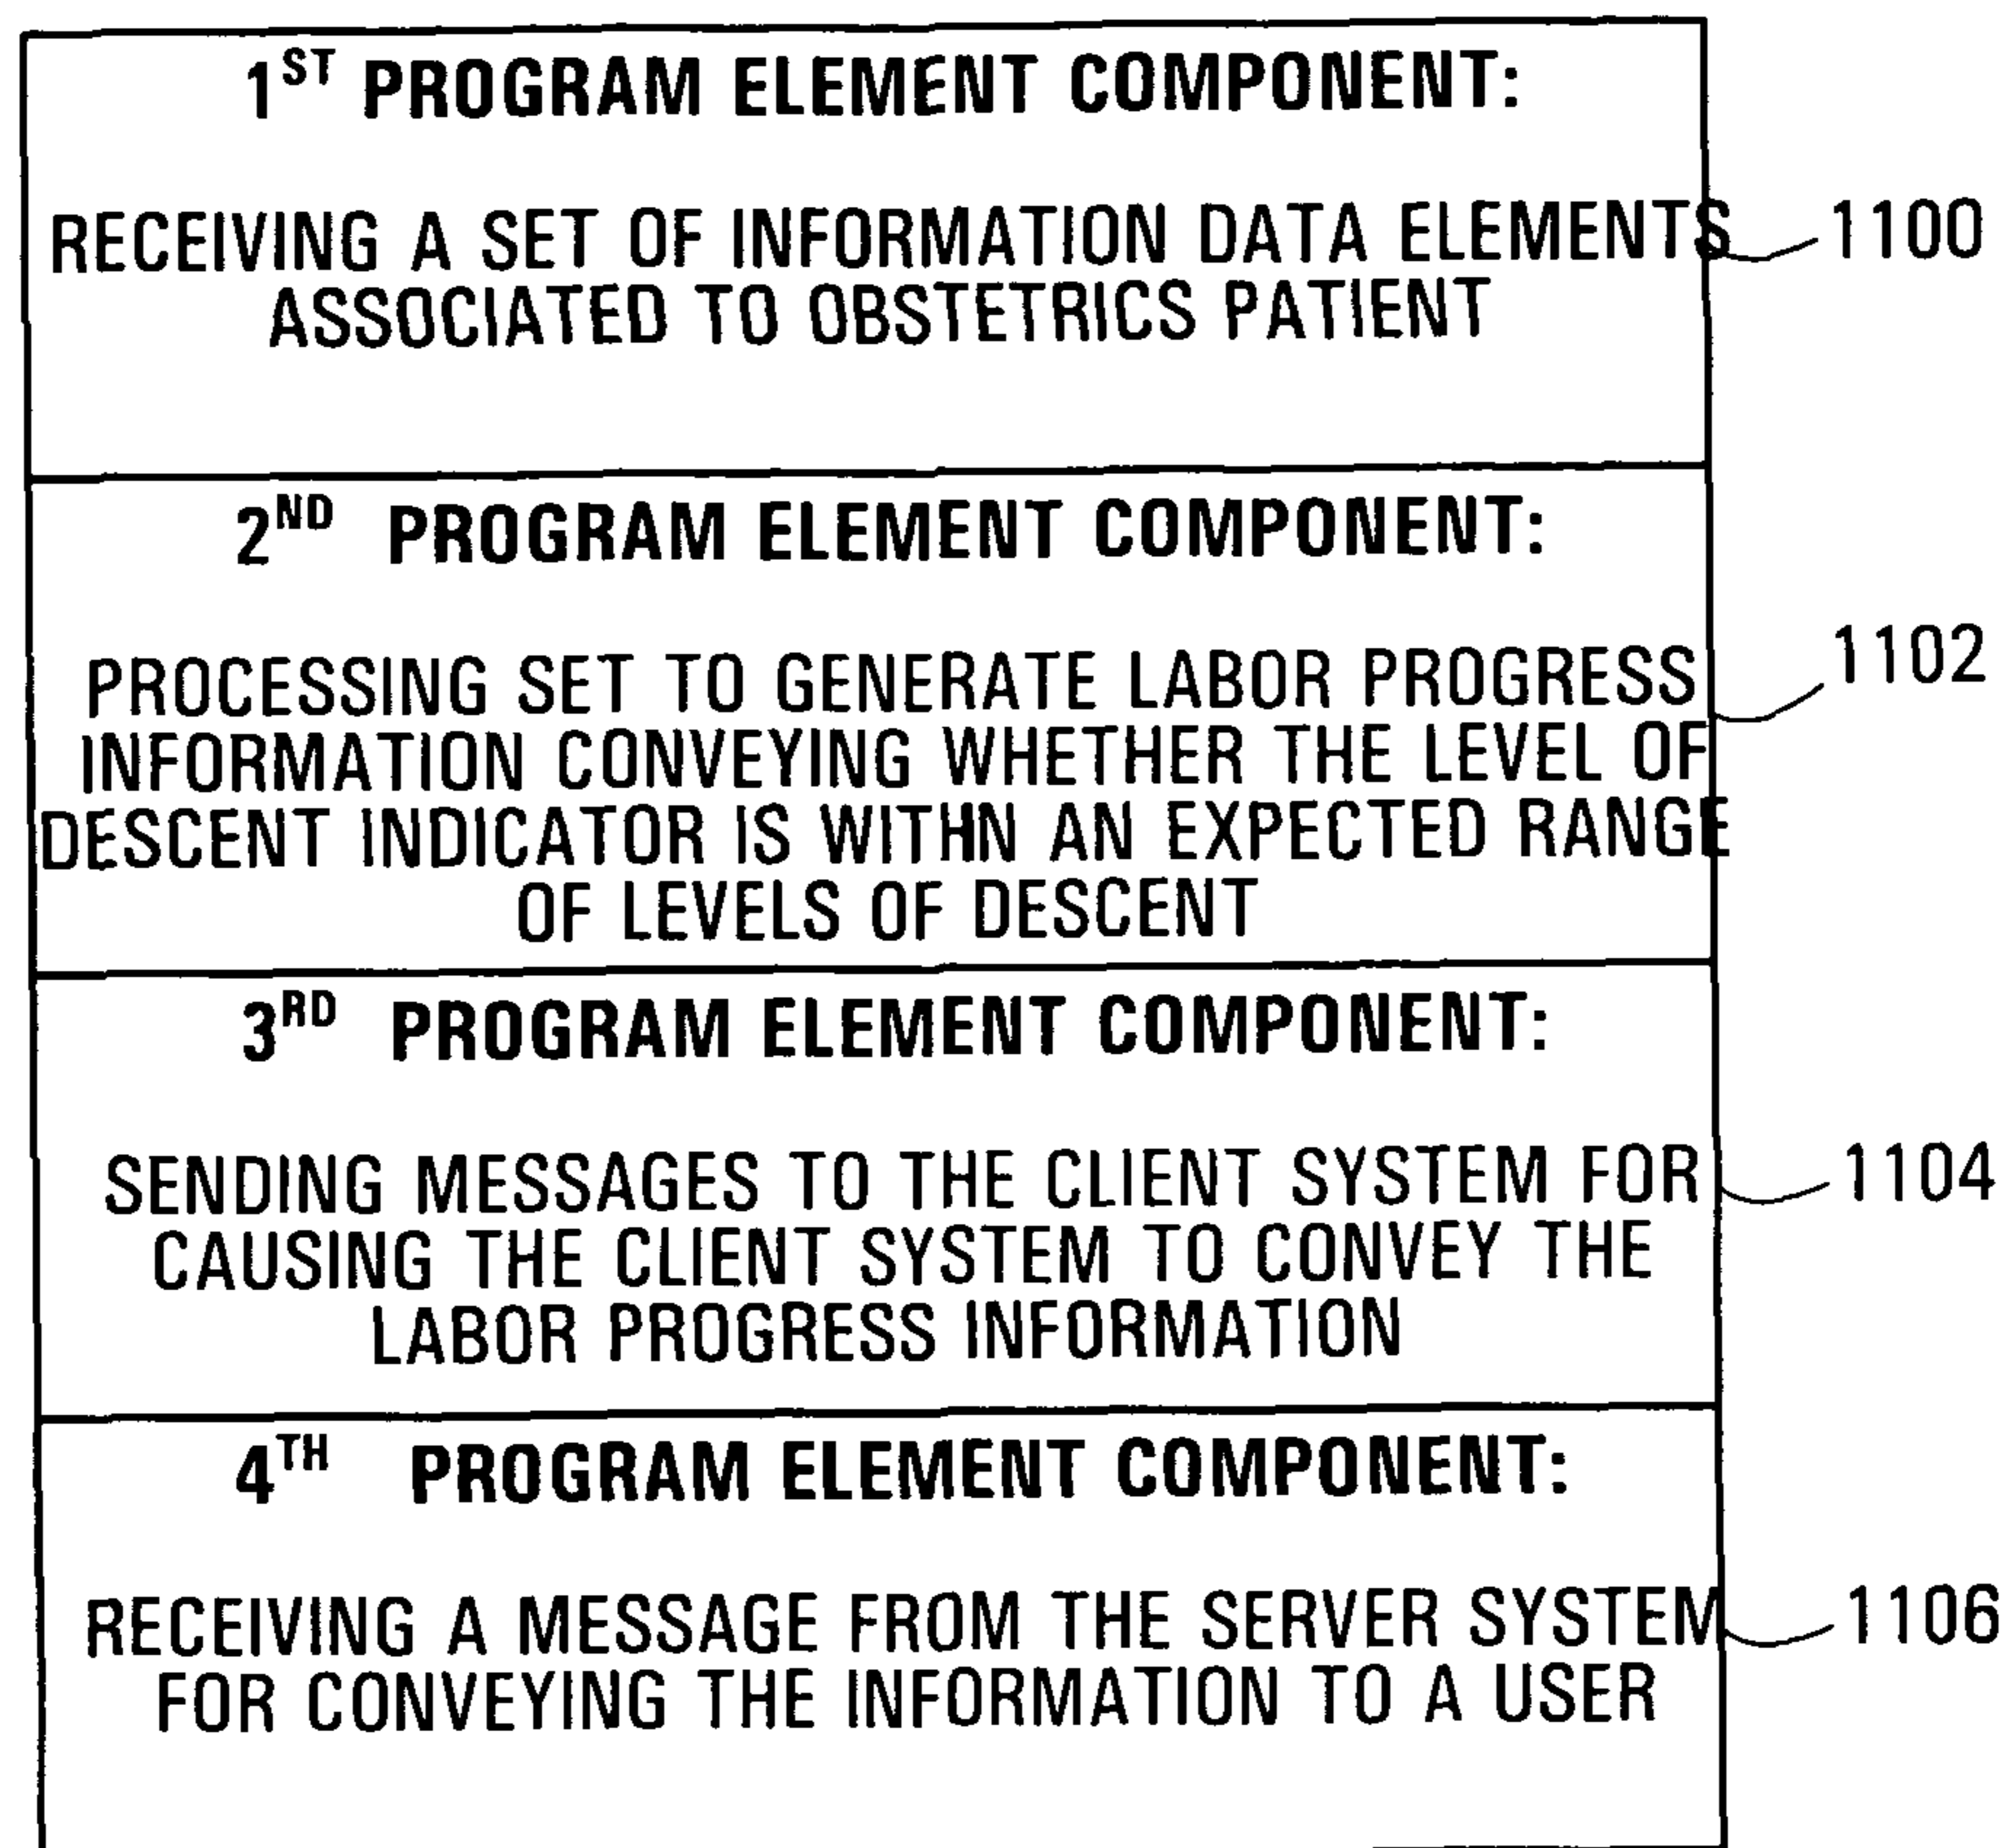 1ST PROGRAM ELEMENT COMPONENT:
RECEIVING A SET OF INFORMATION DATA ELEMENTS
1100
ASSOCIATED TO OBSTETRICS PATIENT
2ND PROGRAM ELEMENT COMPONENT:
1102
PROCESSING SET TO GENERATE LABOR PROGRESS
INFORMATION CONVEYING WHETHER THE LEVEL OF
DESCENT INDICATOR IS WITHN AN EXPECTED RANGE
OF LEVELS OF DESCENT
3RD PROGRAM ELEMENT COMPONENT:
SENDING MESSAGES TO THE CLIENT SYSTEM FOR
1104
CAUSING THE CLIENT SYSTEM TO CONVEY THE
LABOR PROGRESS INFORMATION
4TH PROGRAM ELEMENT COMPONENT:
RECEIVING A MESSAGE FROM THE SERVER SYSTEM
1106
FOR CONVEYING THE INFORMATION TO A USER